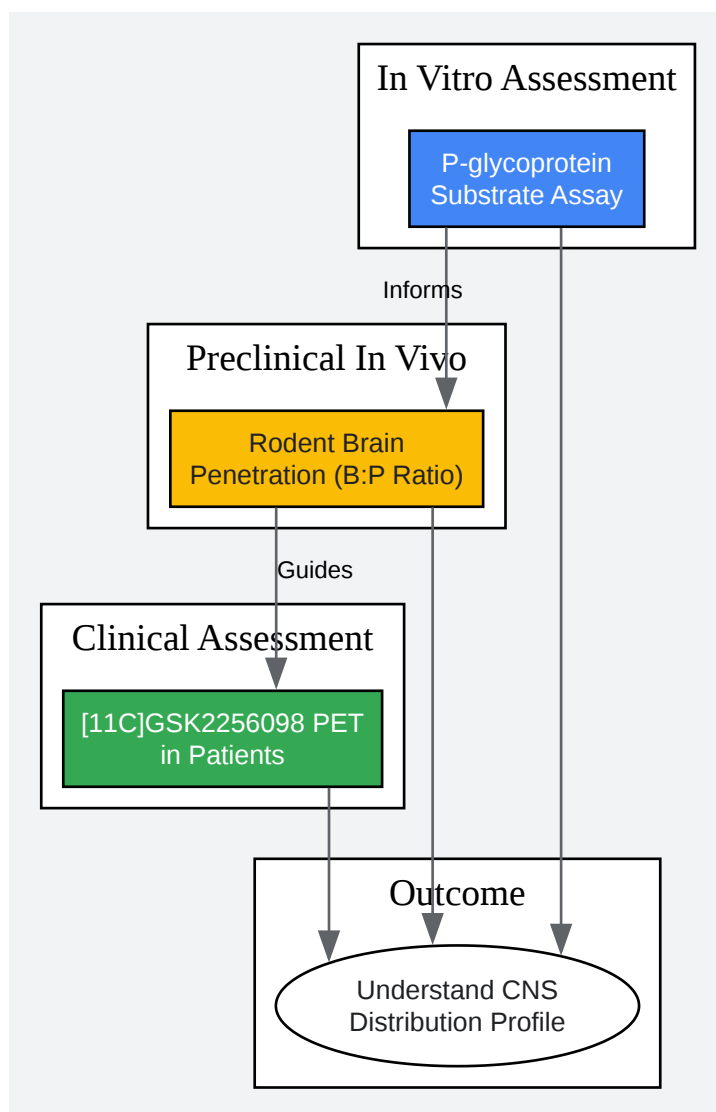 In Vitro Assessment
P-glycoprotein
Substrate Assay
Informs
Preclinical In Vivo
Rodent Brain
Penetration (B:P Ratio)
Guides
Clinical Assessment
[11C]GSK2256098 PET
in Patients
Outcome
Understand CNS
Distribution Profile